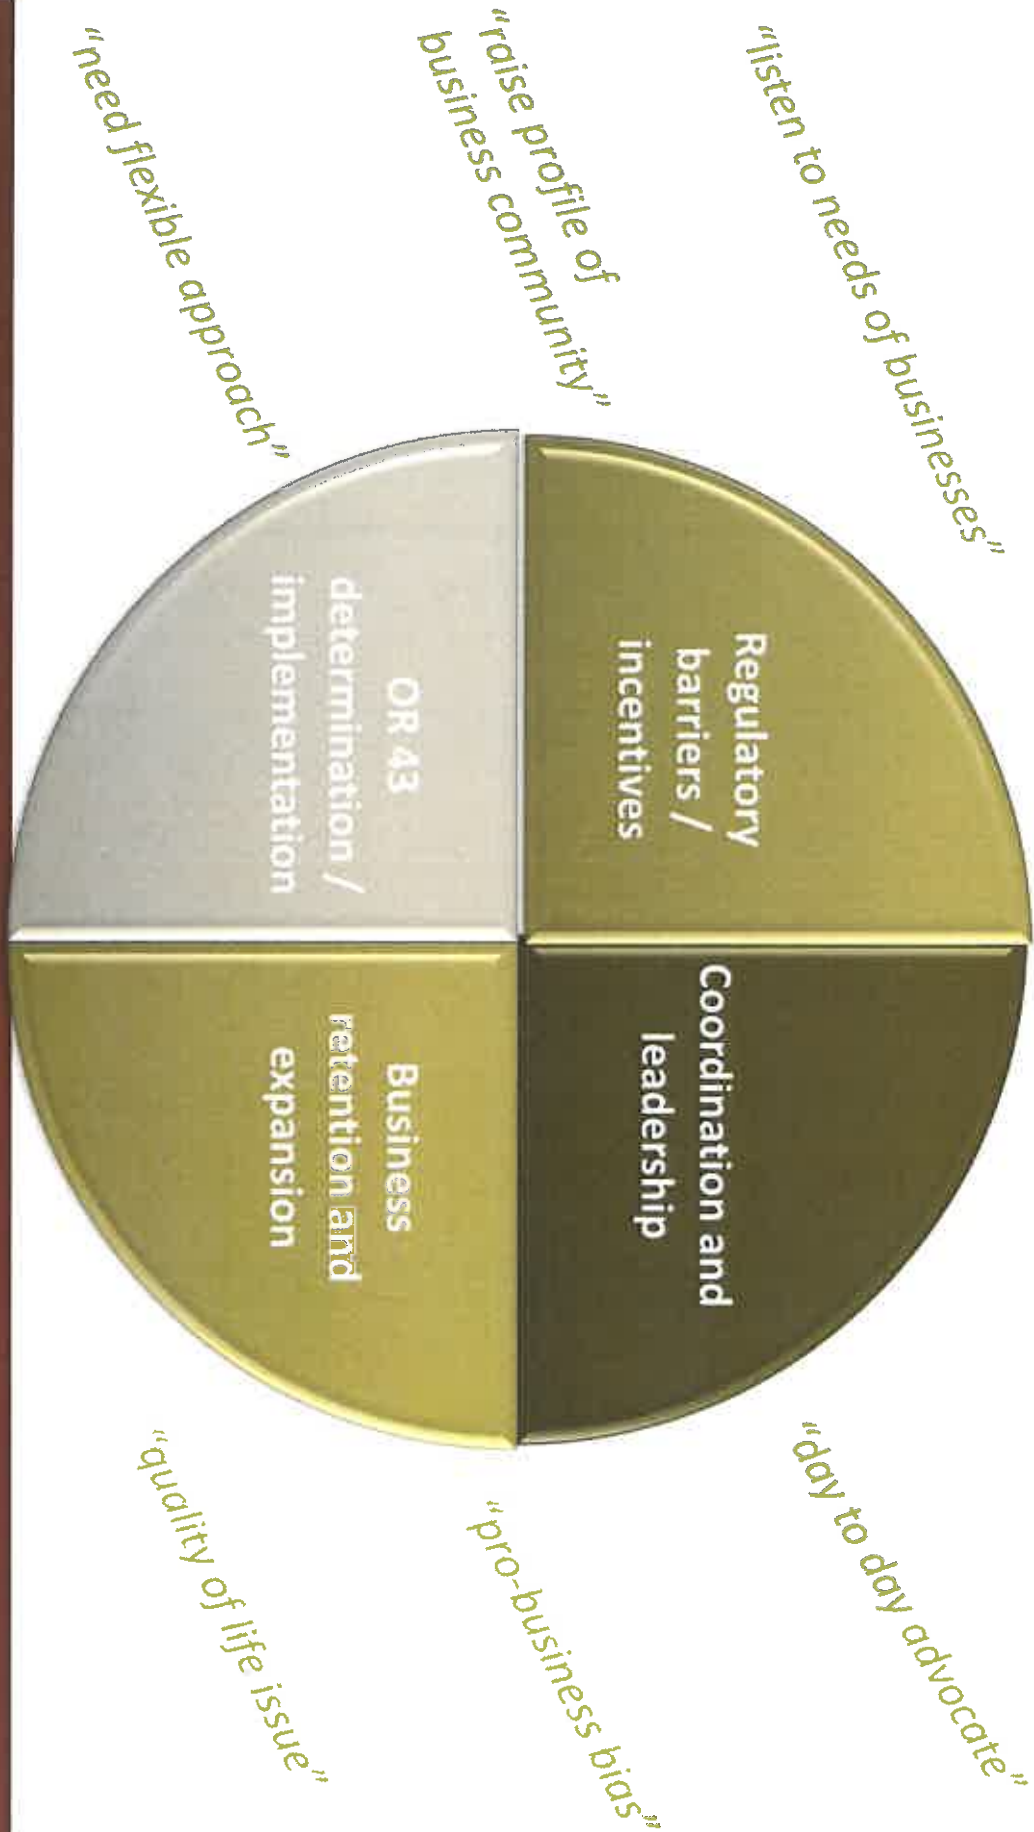 "listen to needs of businesses"
"raise profile of
business community"
"need flexible approach"
Regulatory
barriers /
incentives
Coordination and
leadership
OR 43
determination /
implementation
Business
retention and
expansion
"day to day advocate"
"pro-business bias"
"quality of life issue"